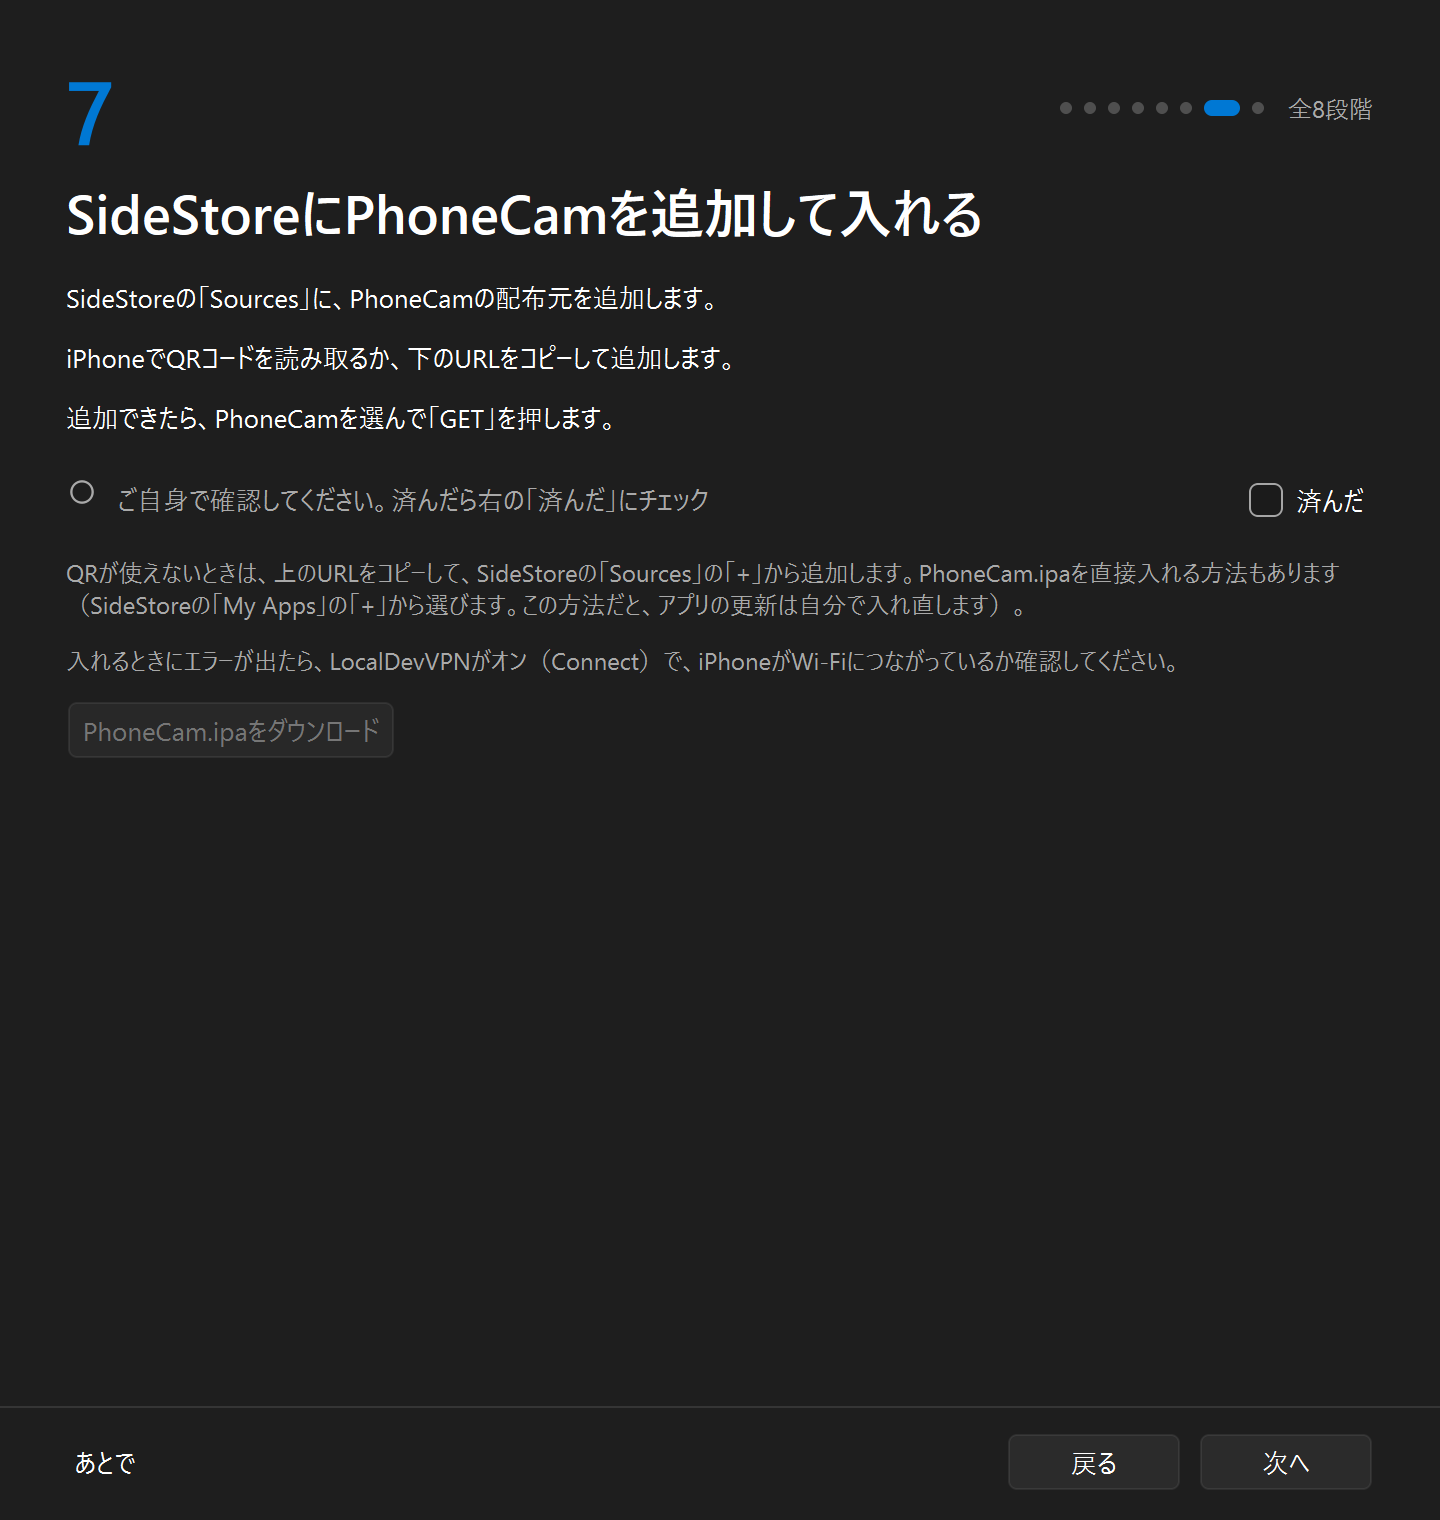 7
全8段階
SideStoreにPhoneCamを追加して入れる
SideStoreの「Sources」に、PhoneCamの配布元を追加します。
iPhoneでQRコードを読み取るか、下のURLをコピーして追加します。
追加できたら、PhoneCamを選んで「GET」を押します。
ご自身で確認してください。済んだら右の「済んだ」にチェック
済んだ
QRが使えないときは、上のURLをコピーして、SideStoreの「Sources」の「+」から追加します。PhoneCam.ipaを直接入れる方法もあります
（SideStoreの「My Apps」の「+」から選びます。この方法だと、アプリの更新は自分で入れ直します）。
入れるときにエラーが出たら、LocalDevVPNがオン（Connect）で、iPhoneがWi-Fiにつながっているか確認してください。
PhoneCam.ipaをダウンロード
あとで
戻る
次へ